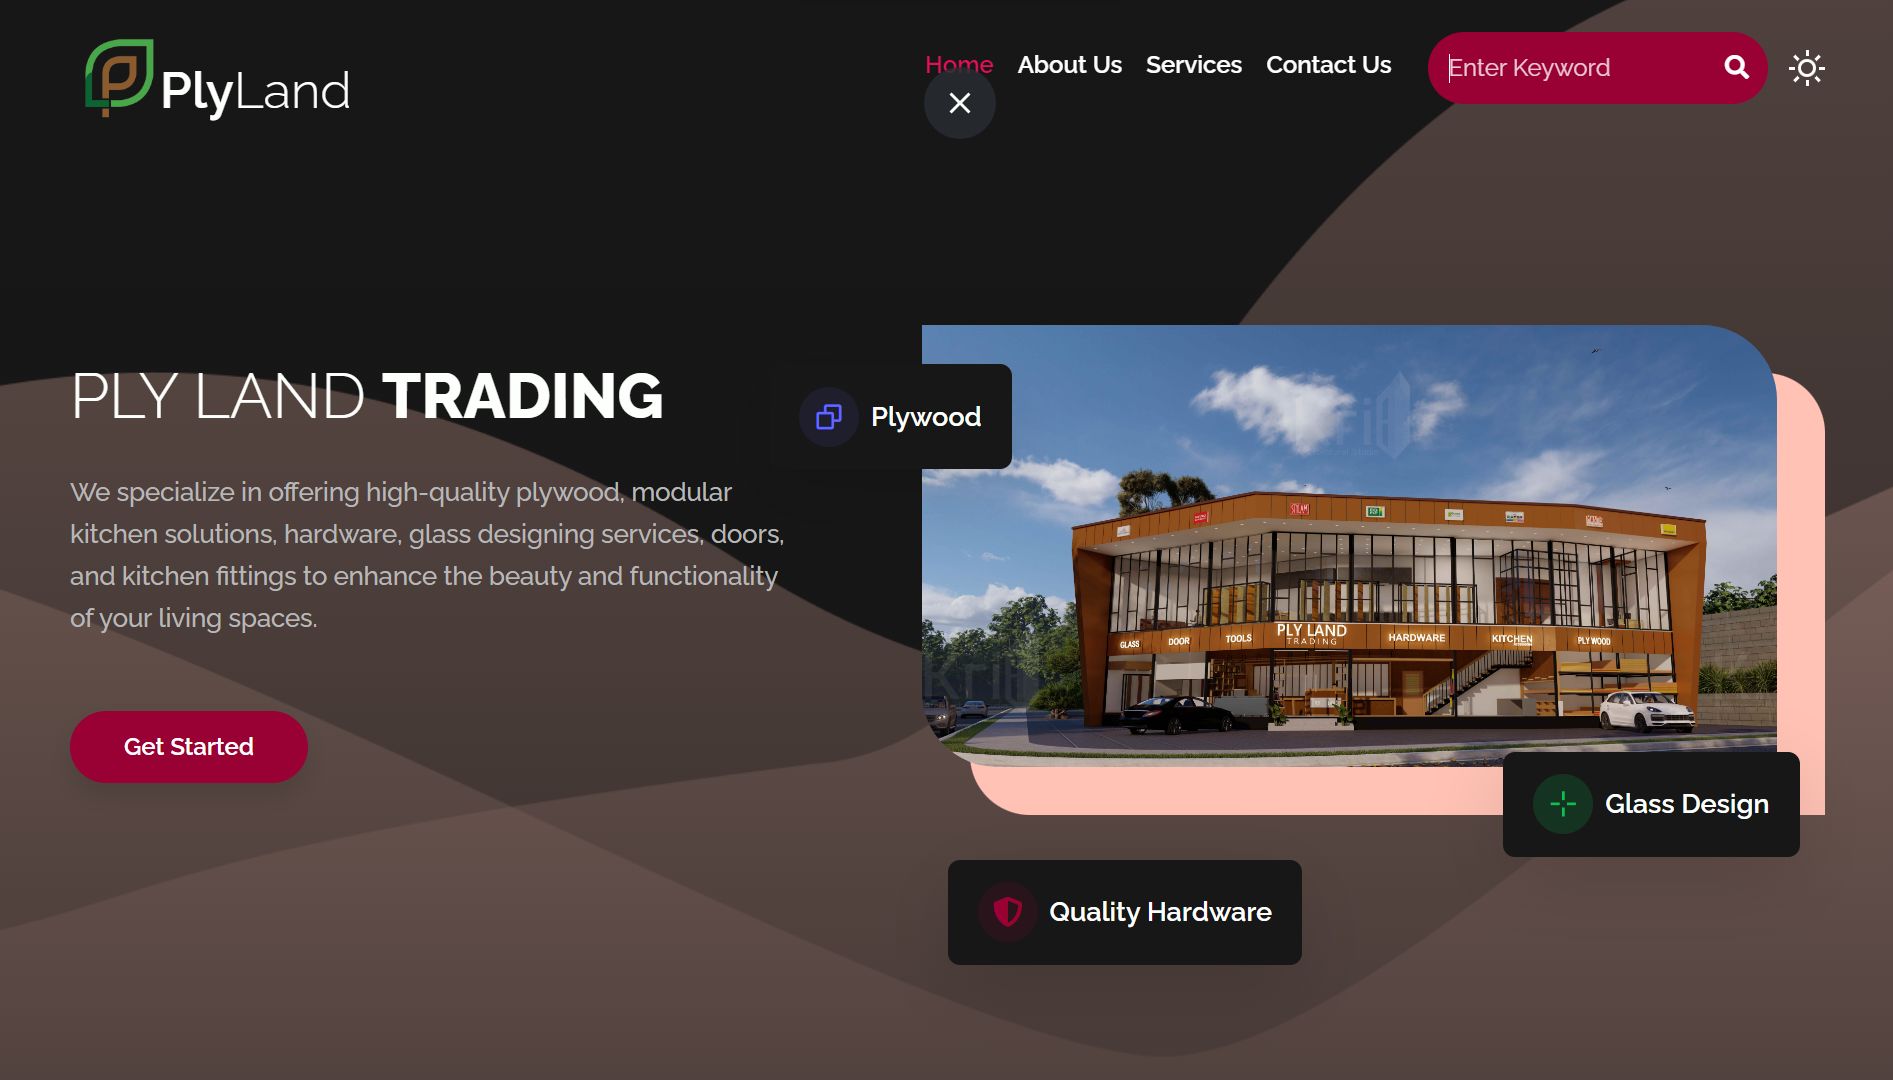 PlyLand
Home About Us Services Contact Us Enter Keyword
PLY LAND TRADING
We specialize in offering high-quality plywood, modular
kitchen solutions, hardware, glass designing services, doors,
and kitchen fittings to enhance the beauty and functionality
of your living spaces.
Get Started
Plywood
GLASS
DOOR
TOOLS
PLY LAND
TRADING
HARDWARE
KITCHEN
PLYWOOD
Glass Design
Quality Hardware